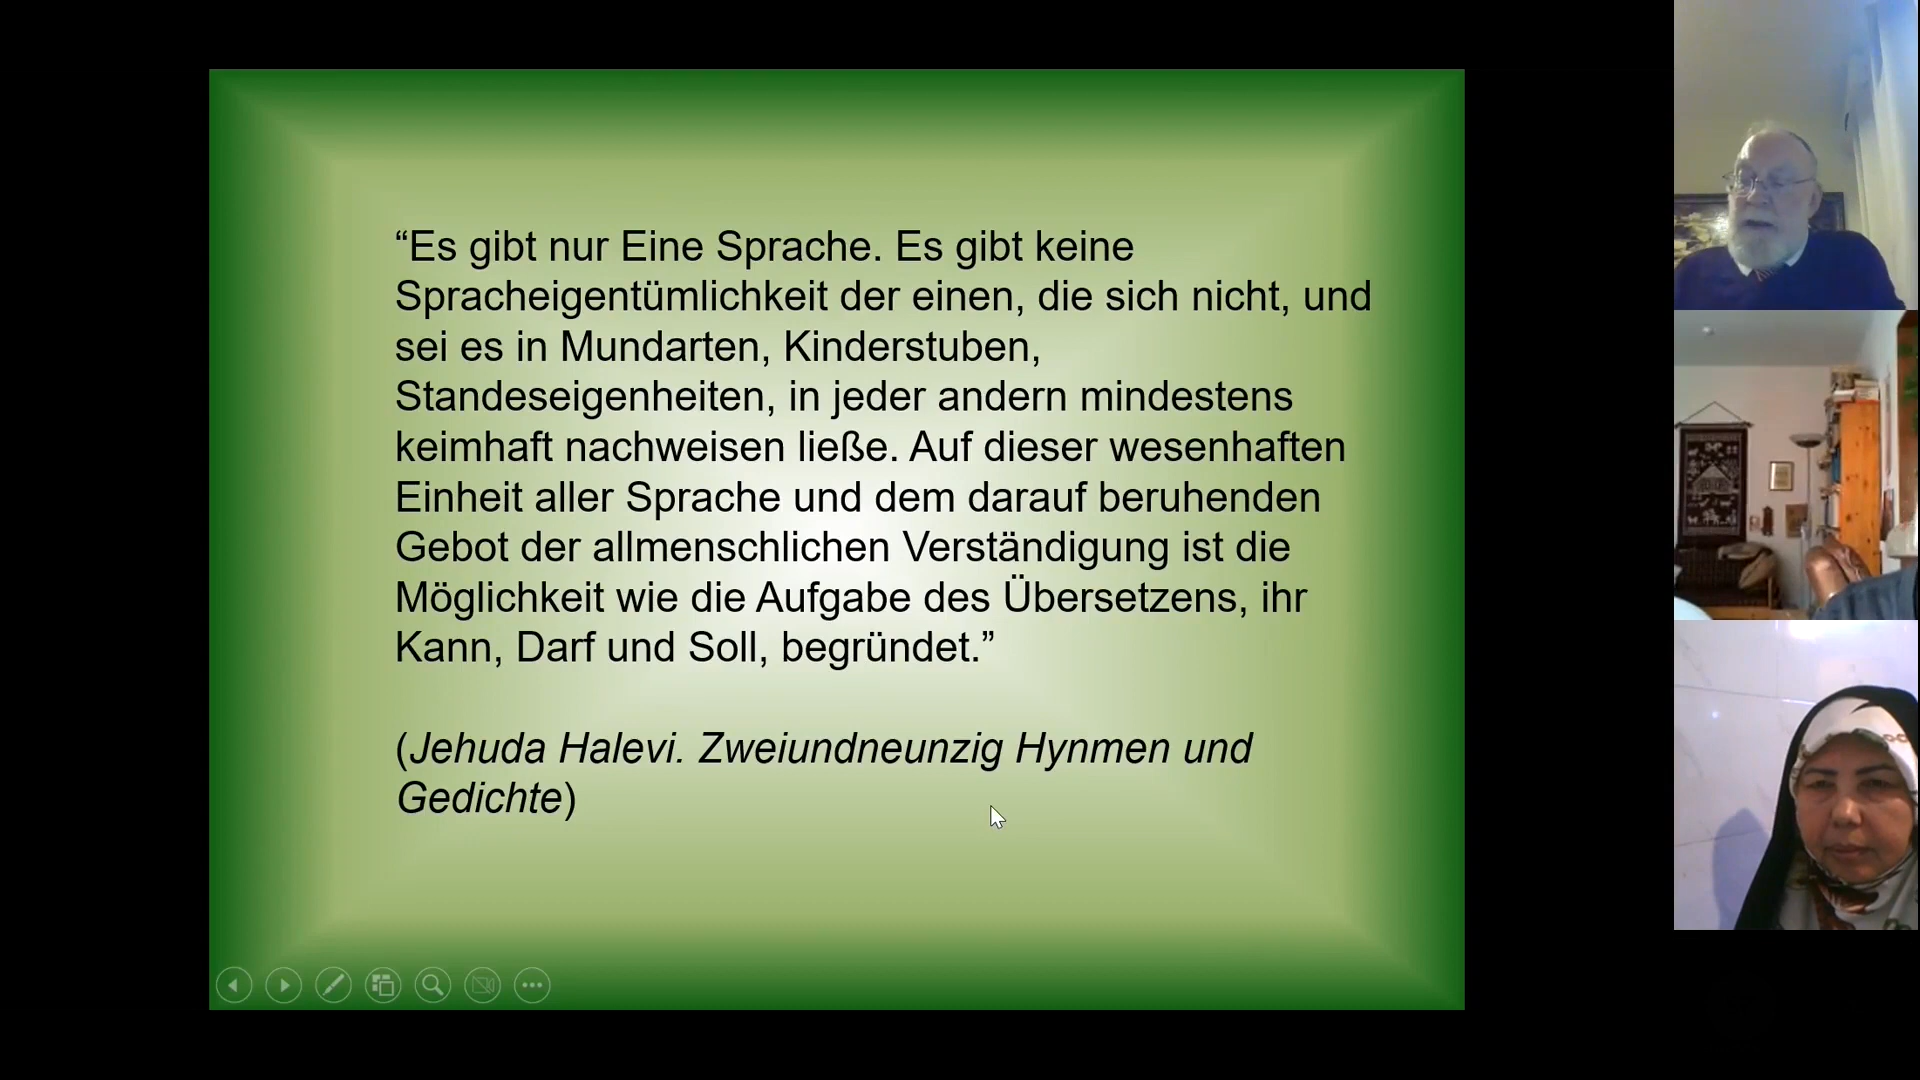 “Es gibt nur Eine Sprache. Es gibt keine
Spracheigentümlichkeit der einen, die sich nicht, und
sei es in Mundarten, Kinderstuben,
Standeseigenheiten, in jeder andern mindestens
keimhaft nachweisen ließe. Auf dieser wesenhaften
Einheit aller Sprache und dem darauf beruhenden
Gebot der allmenschlichen Verständigung ist die
Möglichkeit wie die Aufgabe des Übersetzens, ihr
Kann, Darf und Soll, begründet.”
(Jehuda Halevi. Zweiundneunzig Hynmen und
Gedichte)